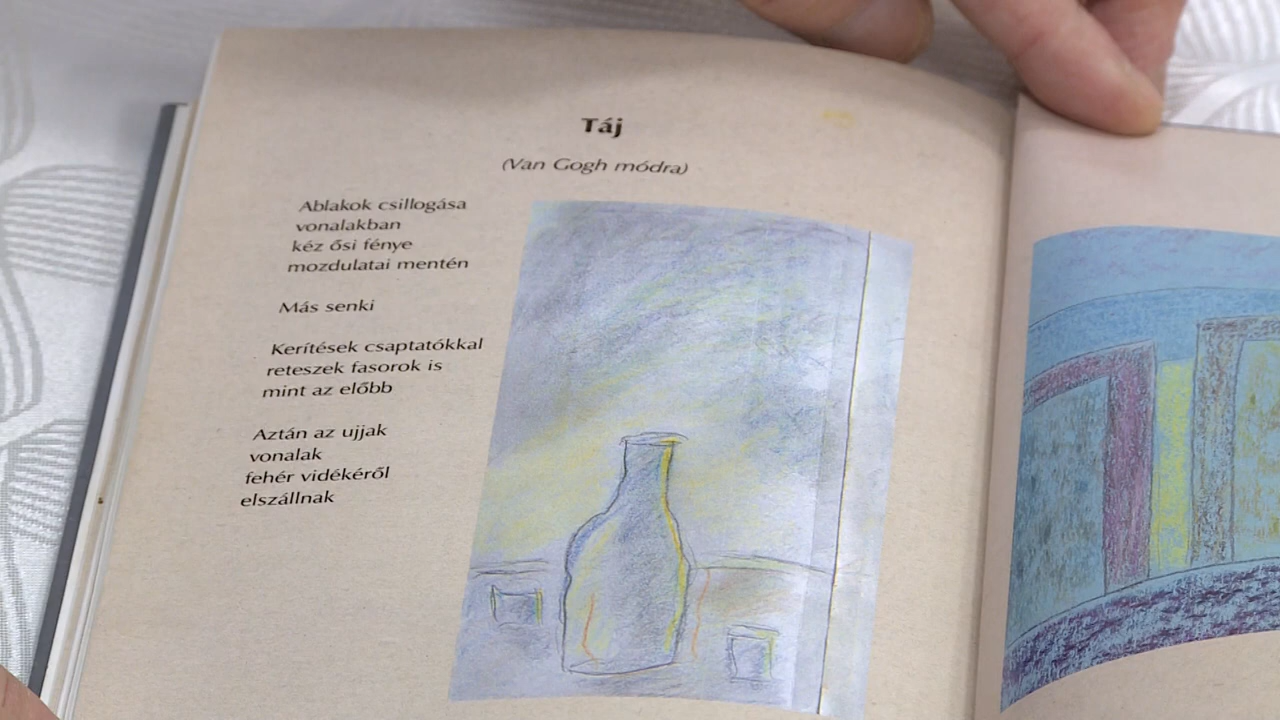 Táj
(Van Gogh módra)
Ablakok csillogása
vonalakban
kéz ősi fénye
mozdulatai mentén
Más senki
Kerítések csaptatókkal
reteszek fasorok is
mint az előbb
Aztán az ujjak
vonalak
fehér vidékéről
elszállnak